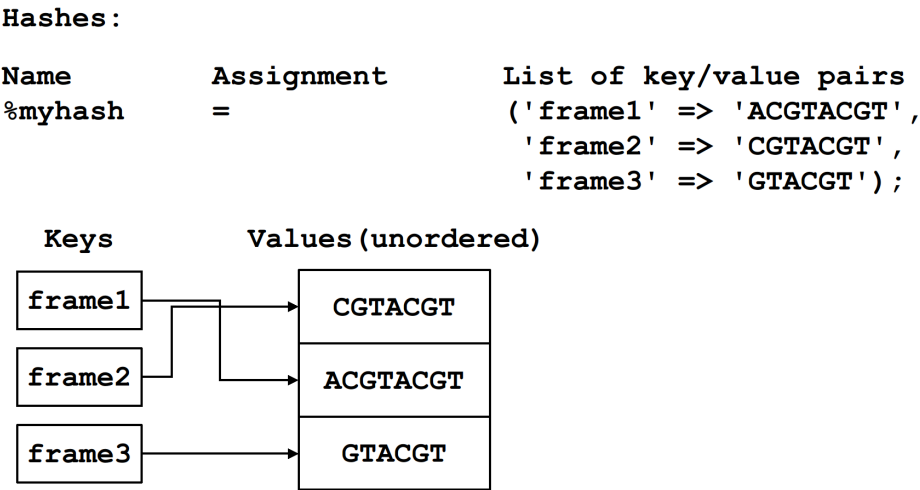 Hashes:
Name Assignment List of key/value pairs
%myhash = ('frame1' => 'ACGTACGT',
'frame2' => 'CGTACGT',
'frame3' => 'GTACGT');
Keys Values(unordered)
frame1 CGTACGT
frame2 ACGTACGT
frame3 GTACGT